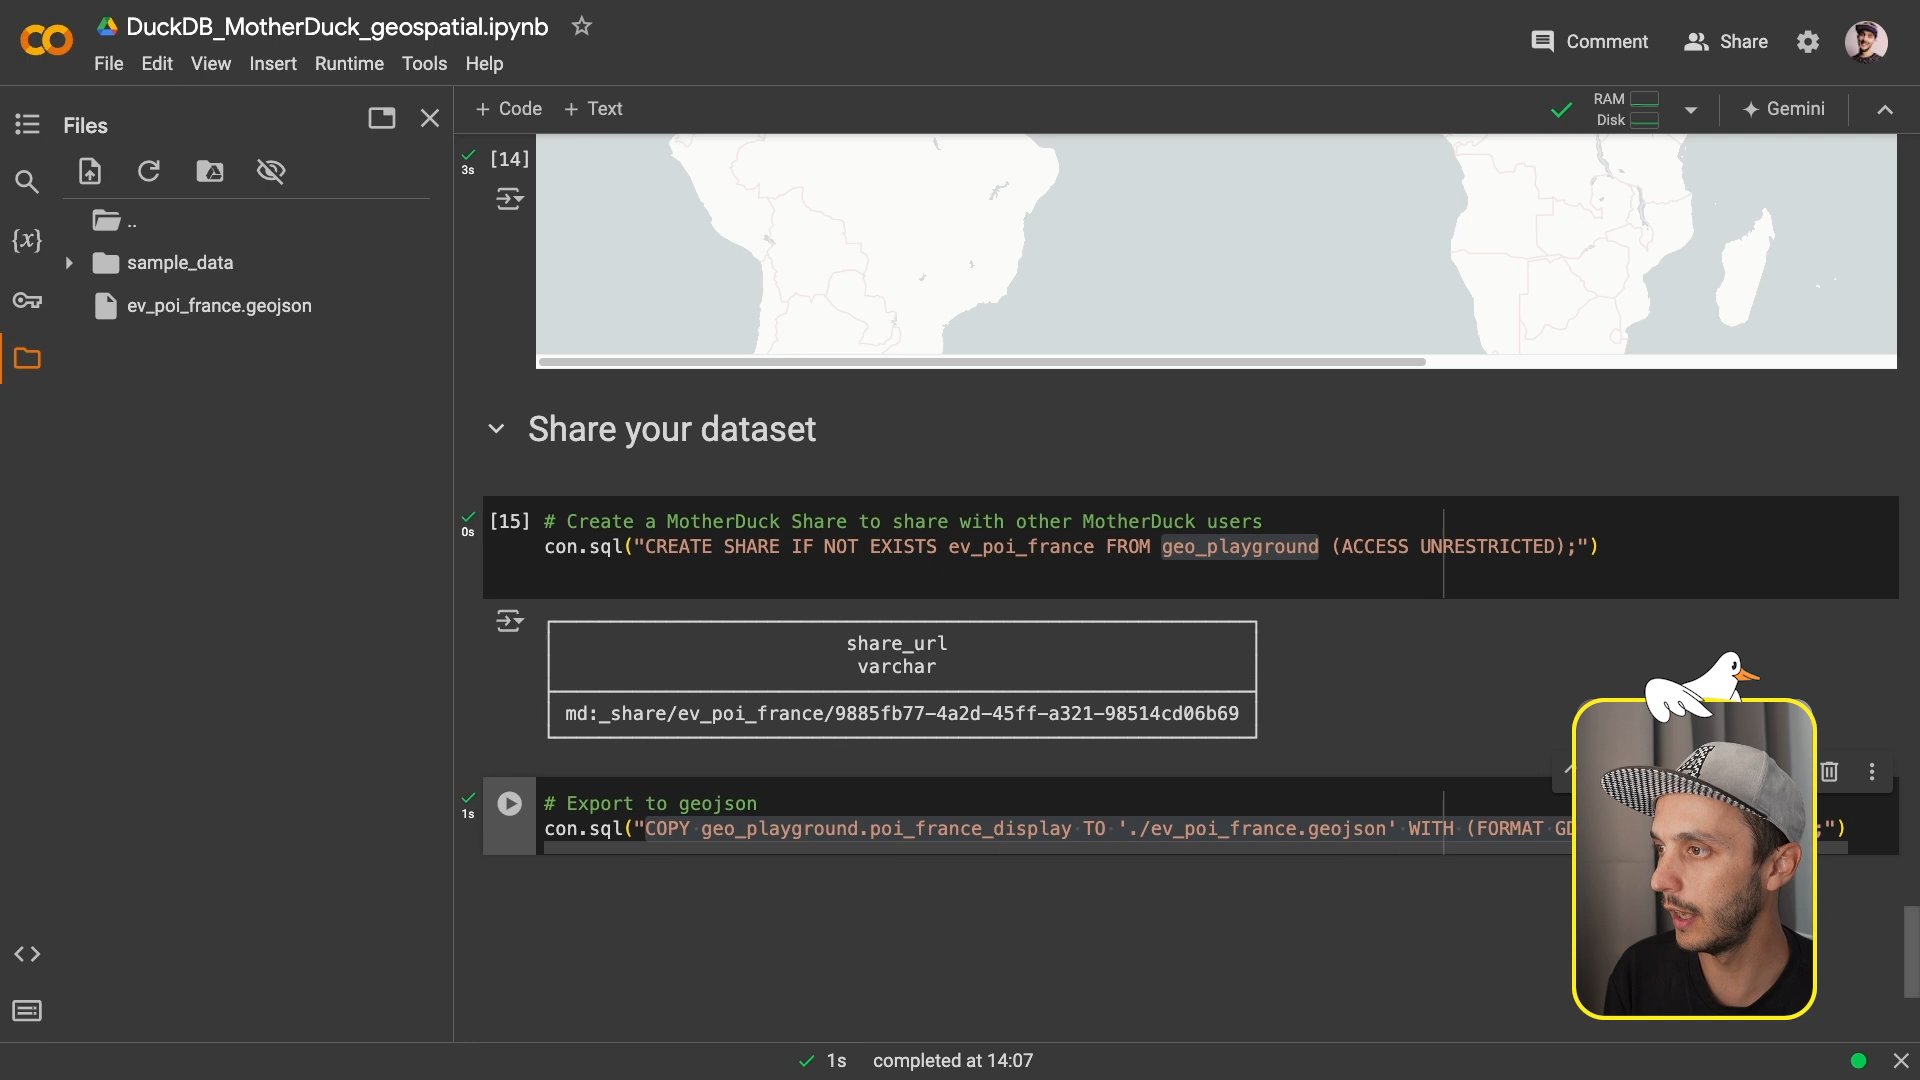 DuckDB_MotherDuck_geospatial.ipynb
File Edit View Insert Runtime Tools Help
Comment
Share
Files
+ Code + Text
RAM
Disk
Gemini
..
sample_data
ev_poi_france.geojson
3s
[14]
Share your dataset
0s
[15] # Create a MotherDuck Share to share with other MotherDuck users
con.sql("CREATE SHARE IF NOT EXISTS ev_poi_france FROM geo_playground (ACCESS UNRESTRICTED);")
share_url
varchar
md:_share/ev_poi_france/9885fb77-4a2d-45ff-a321-98514cd06b69
1s
# Export to geojson
con.sql("COPY geo_playground.poi_france_display TO './ev_poi_france.geojson' WITH (FORMAT GD ;")
1s completed at 14:07